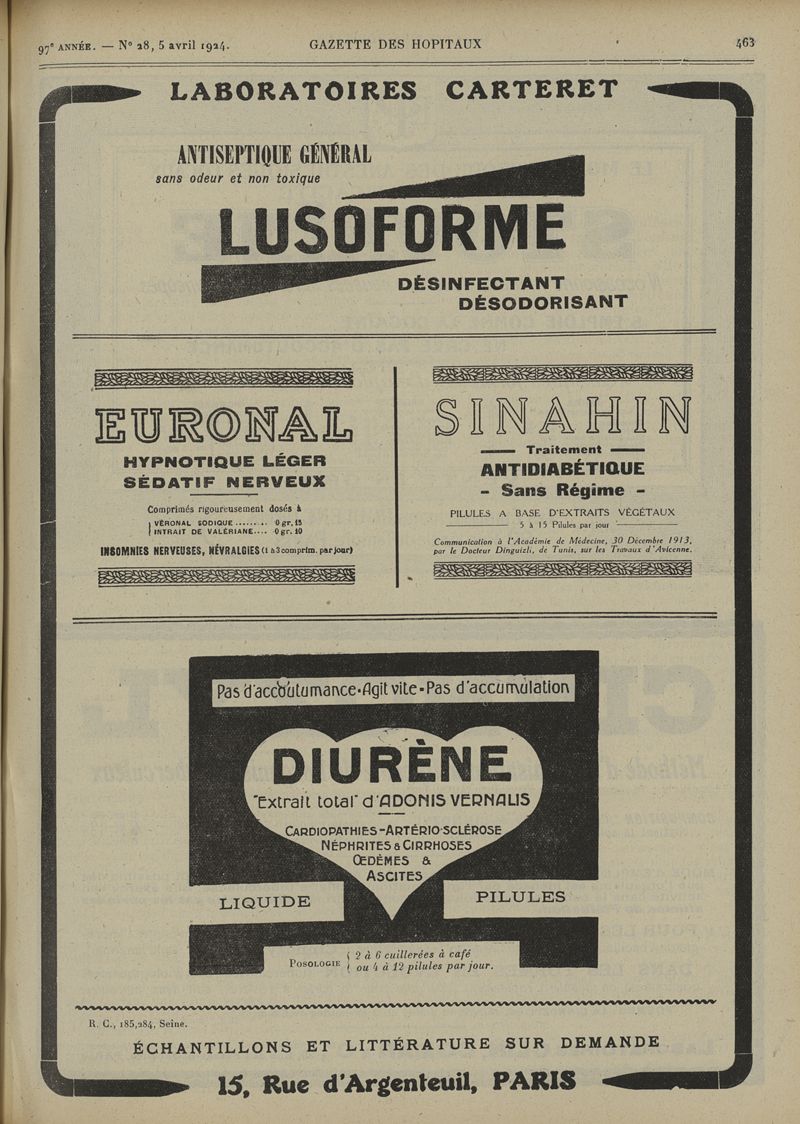 97e ANNÉE. — N° 28, 5 avril 1924.
GAZETTE DES HOPITAUX
463
LABORATOIRES CARTERET
ANTISEPTIQUE GÉNÉRAL
sans odeur et non toxique
LUSOFORME
DÉSINFECTANT
DÉSODORISANT
EURONAL
HYPNOTIQUE LÉGER
SÉDATIF NERVEUX
Comprimés rigoureusement dosés à
VÉRONAL SODIQUE......... 0 gr. 15
INTRAIT DE VALÉRIANE.... 0 gr. 10
INSOMNIES NERVEUSES, NÉVRALGIES (1 à 3 comprim. par jour)
SINAHIN
Traitement
ANTIDIABÉTIQUE
- Sans Régime -
PILULES A BASE D'EXTRAITS VÉGÉTAUX
5 à 15 Pilules par jour
Communication à l'Académie de Médecine, 30 Décembre 1913,
par le Docteur Dinguizli, de Tunis, sur les Travaux d'Avicenne.
Pas d'accoutumance-Agit vite-Pas d'accumulation
DIURÈNE
"Extrait total" d'ADONIS VERNALIS
CARDIOPATHIES-ARTÉRIO-SCLÉROSE
NÉPHRITES & CIRRHOSES
ŒDÈMES &
ASCITES
LIQUIDE
PILULES
POSOLOGIE { 2 à 6 cuillerées à café
ou 4 à 12 pilules par jour.
R. C., 185,284, Seine.
ÉCHANTILLONS ET LITTÉRATURE SUR DEMANDE
15, Rue d'Argenteuil, PARIS